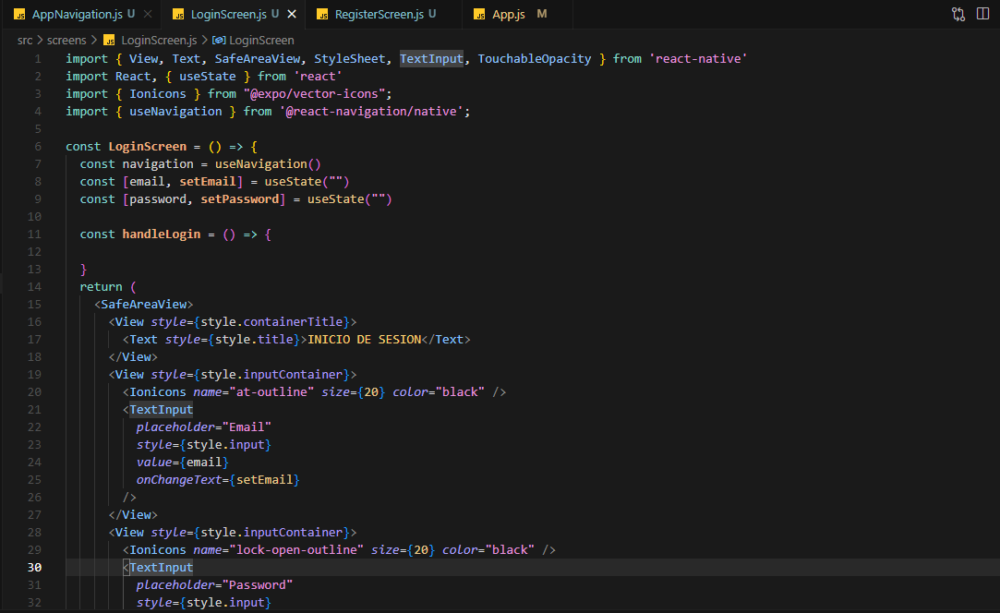 JS AppNavigation.js U JS LoginScreen.js U JS RegisterScreen.js U JS App.js M
src > screens > JS LoginScreen.js > LoginScreen
1 import { View, Text, SafeAreaView, StyleSheet, TextInput, TouchableOpacity } from 'react-native'
2 import React, { useState } from 'react'
3 import { Ionicons } from "@expo/vector-icons";
4 import { useNavigation } from '@react-navigation/native';
5
6 const LoginScreen = () => {
7 const navigation = useNavigation()
8 const [email, setEmail] = useState("")
9 const [password, setPassword] = useState("")
10
11 const handleLogin = () => {
12
13 }
14 return (
15 <SafeAreaView>
16 <View style={style.containerTitle}>
17 <Text style={style.title}>INICIO DE SESION</Text>
18 </View>
19 <View style={style.inputContainer}>
20 <Ionicons name="at-outline" size={20} color="black" />
21 <TextInput
22 placeholder="Email"
23 style={style.input}
24 value={email}
25 onChangeText={setEmail}
26 />
27 </View>
28 <View style={style.inputContainer}>
29 <Ionicons name="lock-open-outline" size={20} color="black" />
30 <TextInput
31 placeholder="Password"
32 style={style.input}